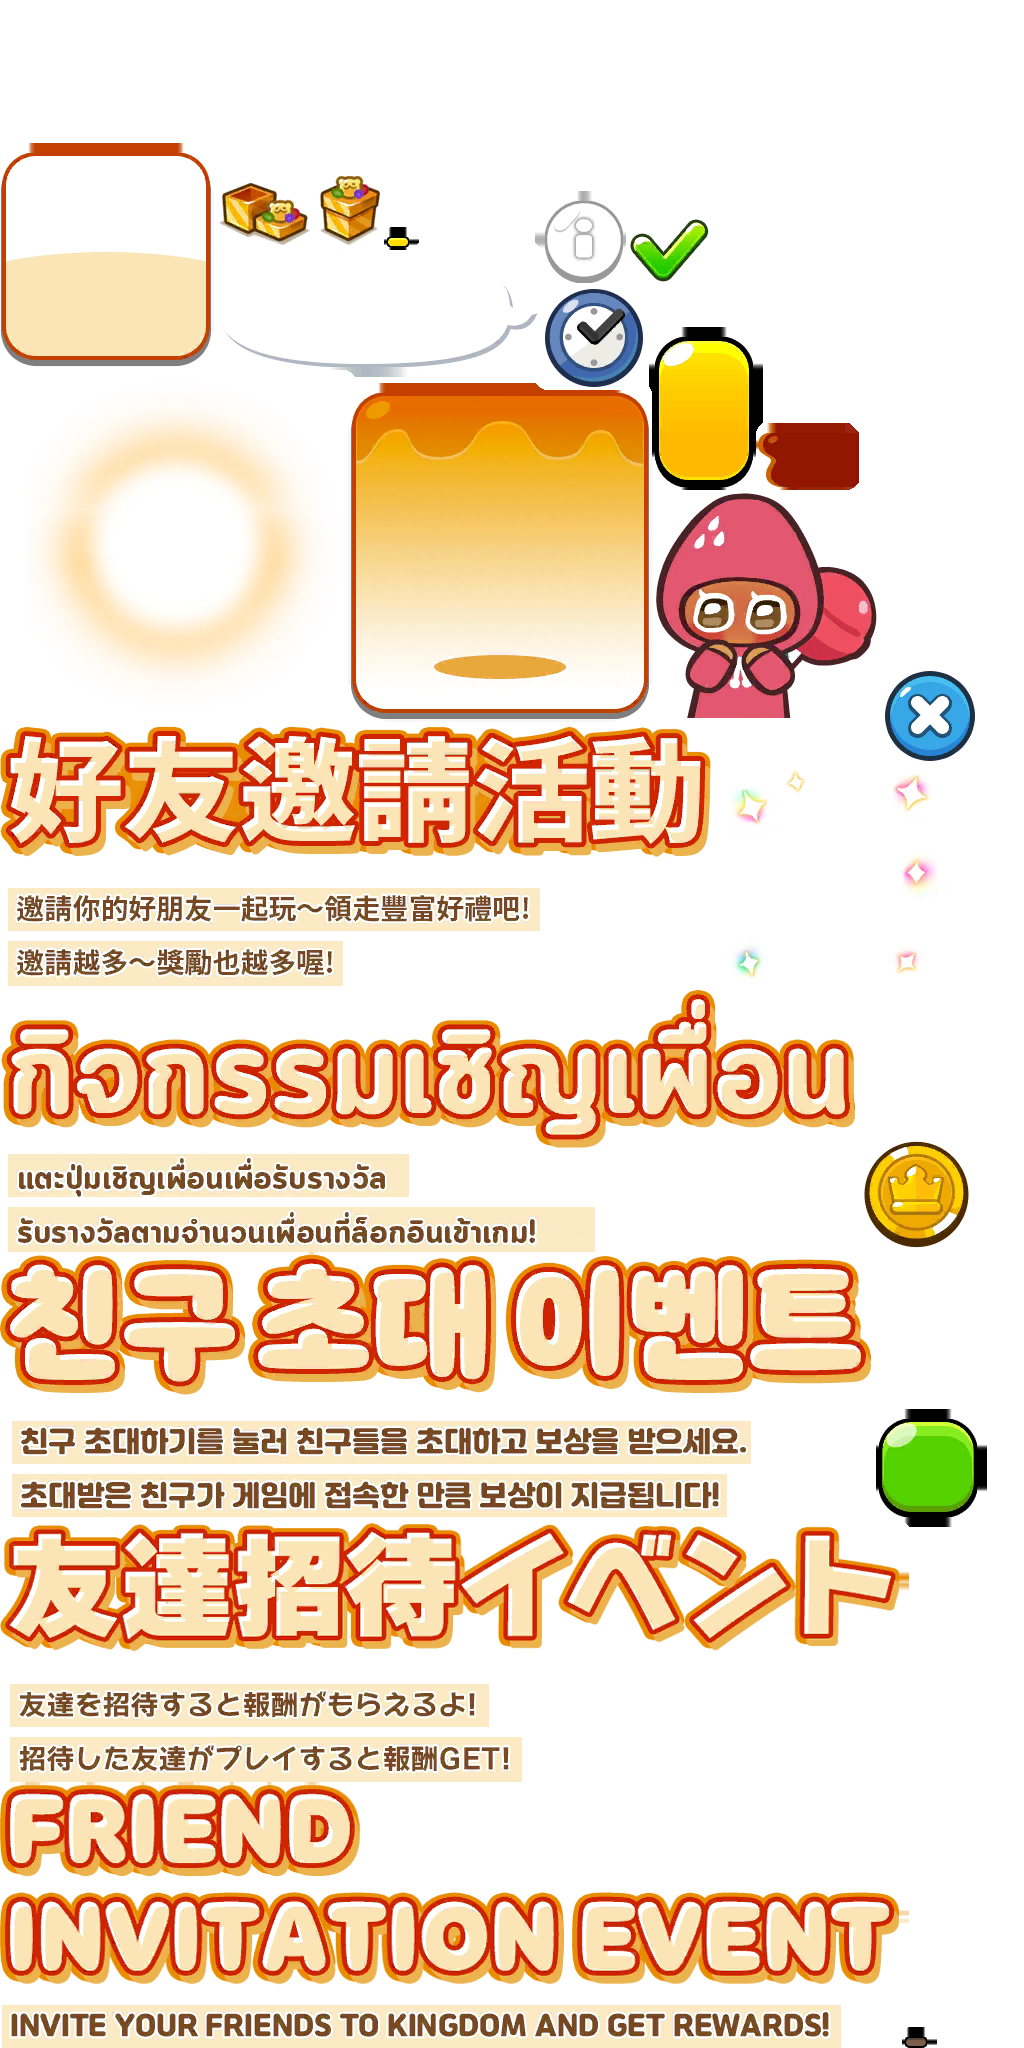 好友邀請活動
邀請你的好朋友一起玩～領走豐富好禮吧!
邀請越多～獎勵也越多喔!
กิจกรรมเชิญเพื่อน
แตะปุ่มเชิญเพื่อนเพื่อรับรางวัล
รับรางวัลตามจำนวนเพื่อนที่ล็อกอินเข้าเกม!
친구 초대 이벤트
친구 초대하기를 눌러 친구들을 초대하고 보상을 받으세요.
초대받은 친구가 게임에 접속한 만큼 보상이 지급됩니다!
友達招待イベント
友達を招待すると報酬がもらえるよ!
招待した友達がプレイすると報酬GET!
FRIEND
INVITATION EVENT
INVITE YOUR FRIENDS TO KINGDOM AND GET REWARDS!